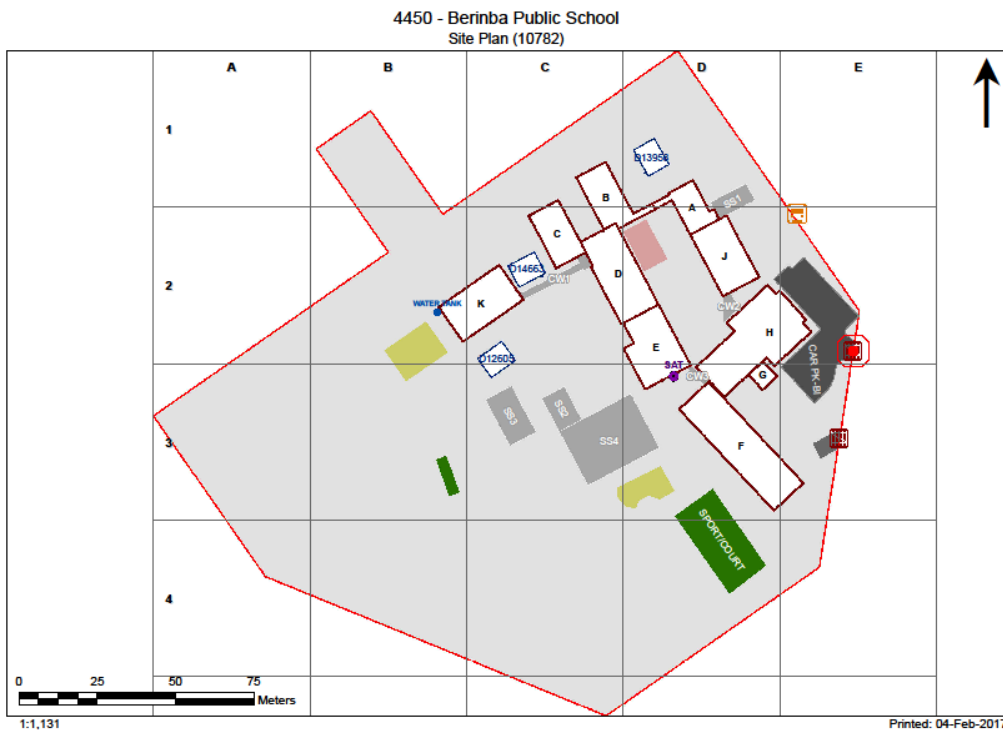 4450 - Berinba Public School
Site Plan (10782)
A B C D E
1
D13958
B
A
SS1
C
J
D14663
CW1
D
2
WATER TANK
K
CW2
H
E
CAR PK-BI
D12605
SAT
CW3
G
SS3
SS2
SS4
3
F
SPORT/COURT
4
0 25 50 75
Meters
1:1,131
Printed: 04-Feb-2017